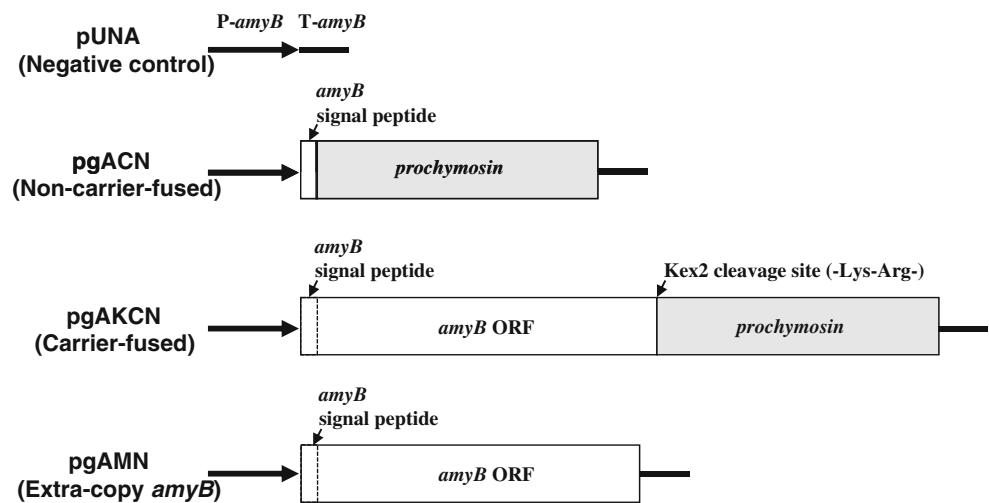 P-amyB T-amyB
pUNA
(Negative control)
amyB
signal peptide
pgACN
(Non-carrier-fused)
prochymosin
amyB
signal peptide
Kex2 cleavage site (-Lys-Arg-)
pgAKCN
(Carrier-fused)
amyB ORF
prochymosin
amyB
signal peptide
pgAMN
(Extra-copy amyB)
amyB ORF